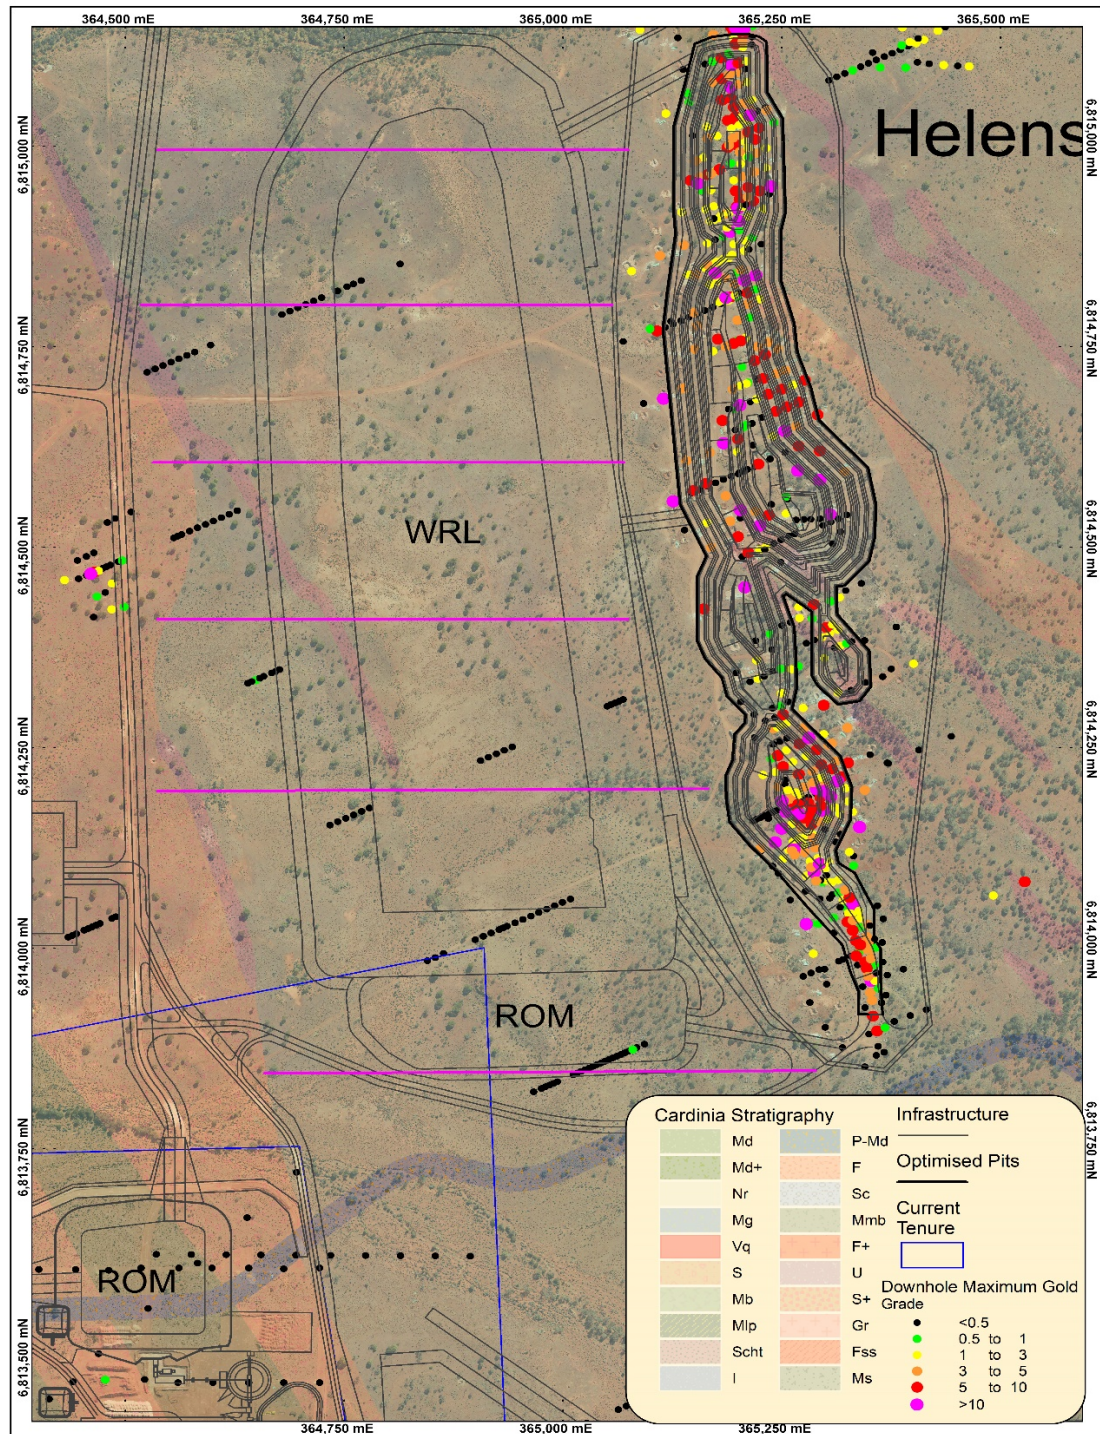 364,500 mE
364,750 mE
365,000 mE
365,250 mE
365,500 mE
6,815,000 mN
6,814,750 mN
6,814,500 mN
6,814,250 mN
6,814,000 mN
6,813,750 mN
6,813,500 mN
6,815,000 mN
6,814,750 mN
6,814,500 mN
6,814,250 mN
6,814,000 mN
6,813,750 mN
Helens
WRL
ROM
ROM
Cardinia Stratigraphy
Md
Md+
Nr
Mg
Vq
S
Mb
Mlp
Scht
I
P-Md
F
Sc
Mmb
F+
U
S+
Gr
Fss
Ms
Infrastructure
Optimised Pits
Current
Tenure
Downhole Maximum Gold
Grade
<0.5
0.5 to 1
1 to 3
3 to 5
5 to 10
>10
364,750 mE
365,000 mE
365,250 mE